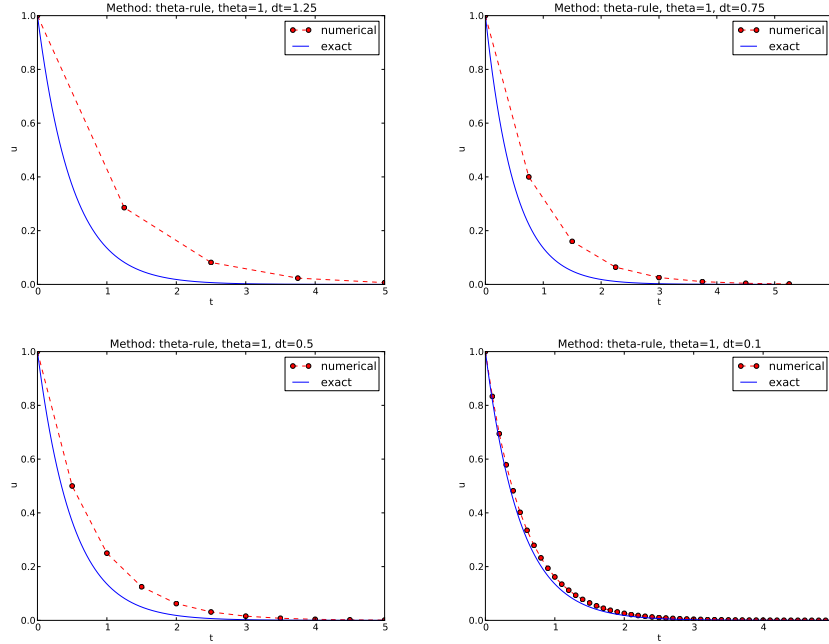 Method: theta-rule, theta=1, dt=1.25
1.0
0.8
0.6
0.4
0.2
0.0
u
numerical
exact
0 1 2 3 4 5
t
Method: theta-rule, theta=1, dt=0.75
1.0
0.8
0.6
0.4
0.2
0.0
u
numerical
exact
0 1 2 3 4 5
t
Method: theta-rule, theta=1, dt=0.5
1.0
0.8
0.6
0.4
0.2
0.0
u
numerical
exact
0 1 2 3 4 5
t
Method: theta-rule, theta=1, dt=0.1
1.0
0.8
0.6
0.4
0.2
0.0
u
numerical
exact
0 1 2 3 4
t